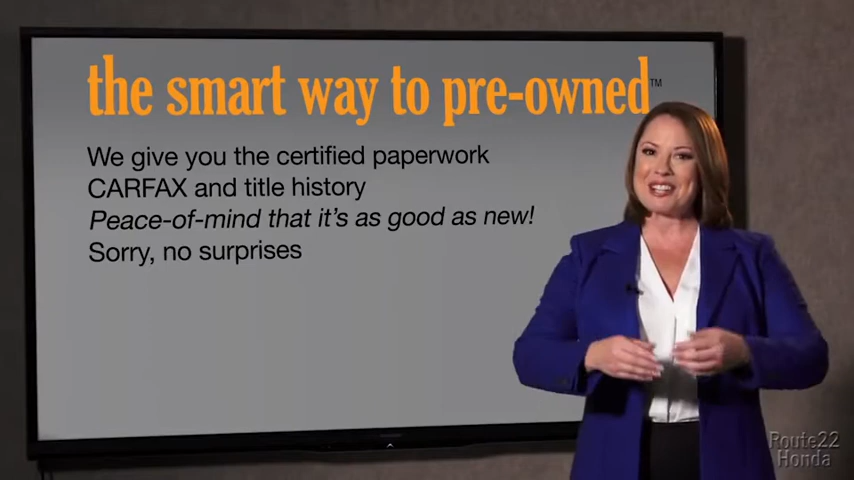 the smart way to pre-owned™
We give you the certified paperwork
CARFAX and title history
Peace-of-mind that it's as good as new!
Sorry, no surprises
Route22
Honda